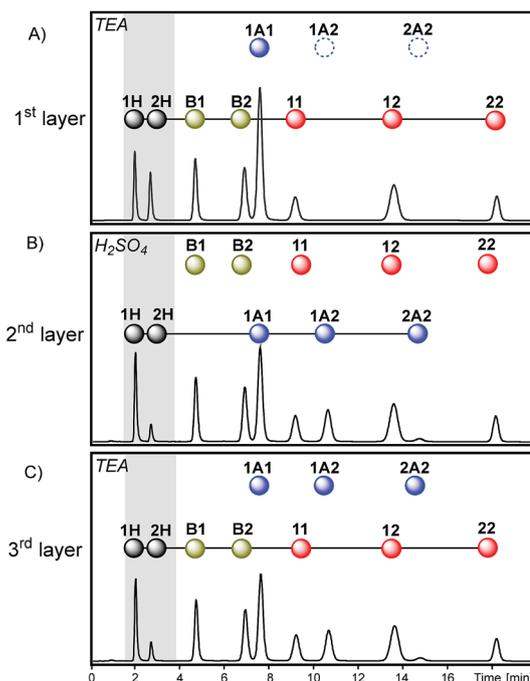 A)
TEA
1A1 1A2 2A2
1st layer
1H 2H B1 B2 11 12 22
B)
H2SO4
B1 B2 11 12 22
2nd layer
1H 2H 1A1 1A2 2A2
C)
TEA
1A1 1A2 2A2
3rd layer
1H 2H B1 B2 11 12 22
0 2 4 6 8 10 12 14 16 Time [min